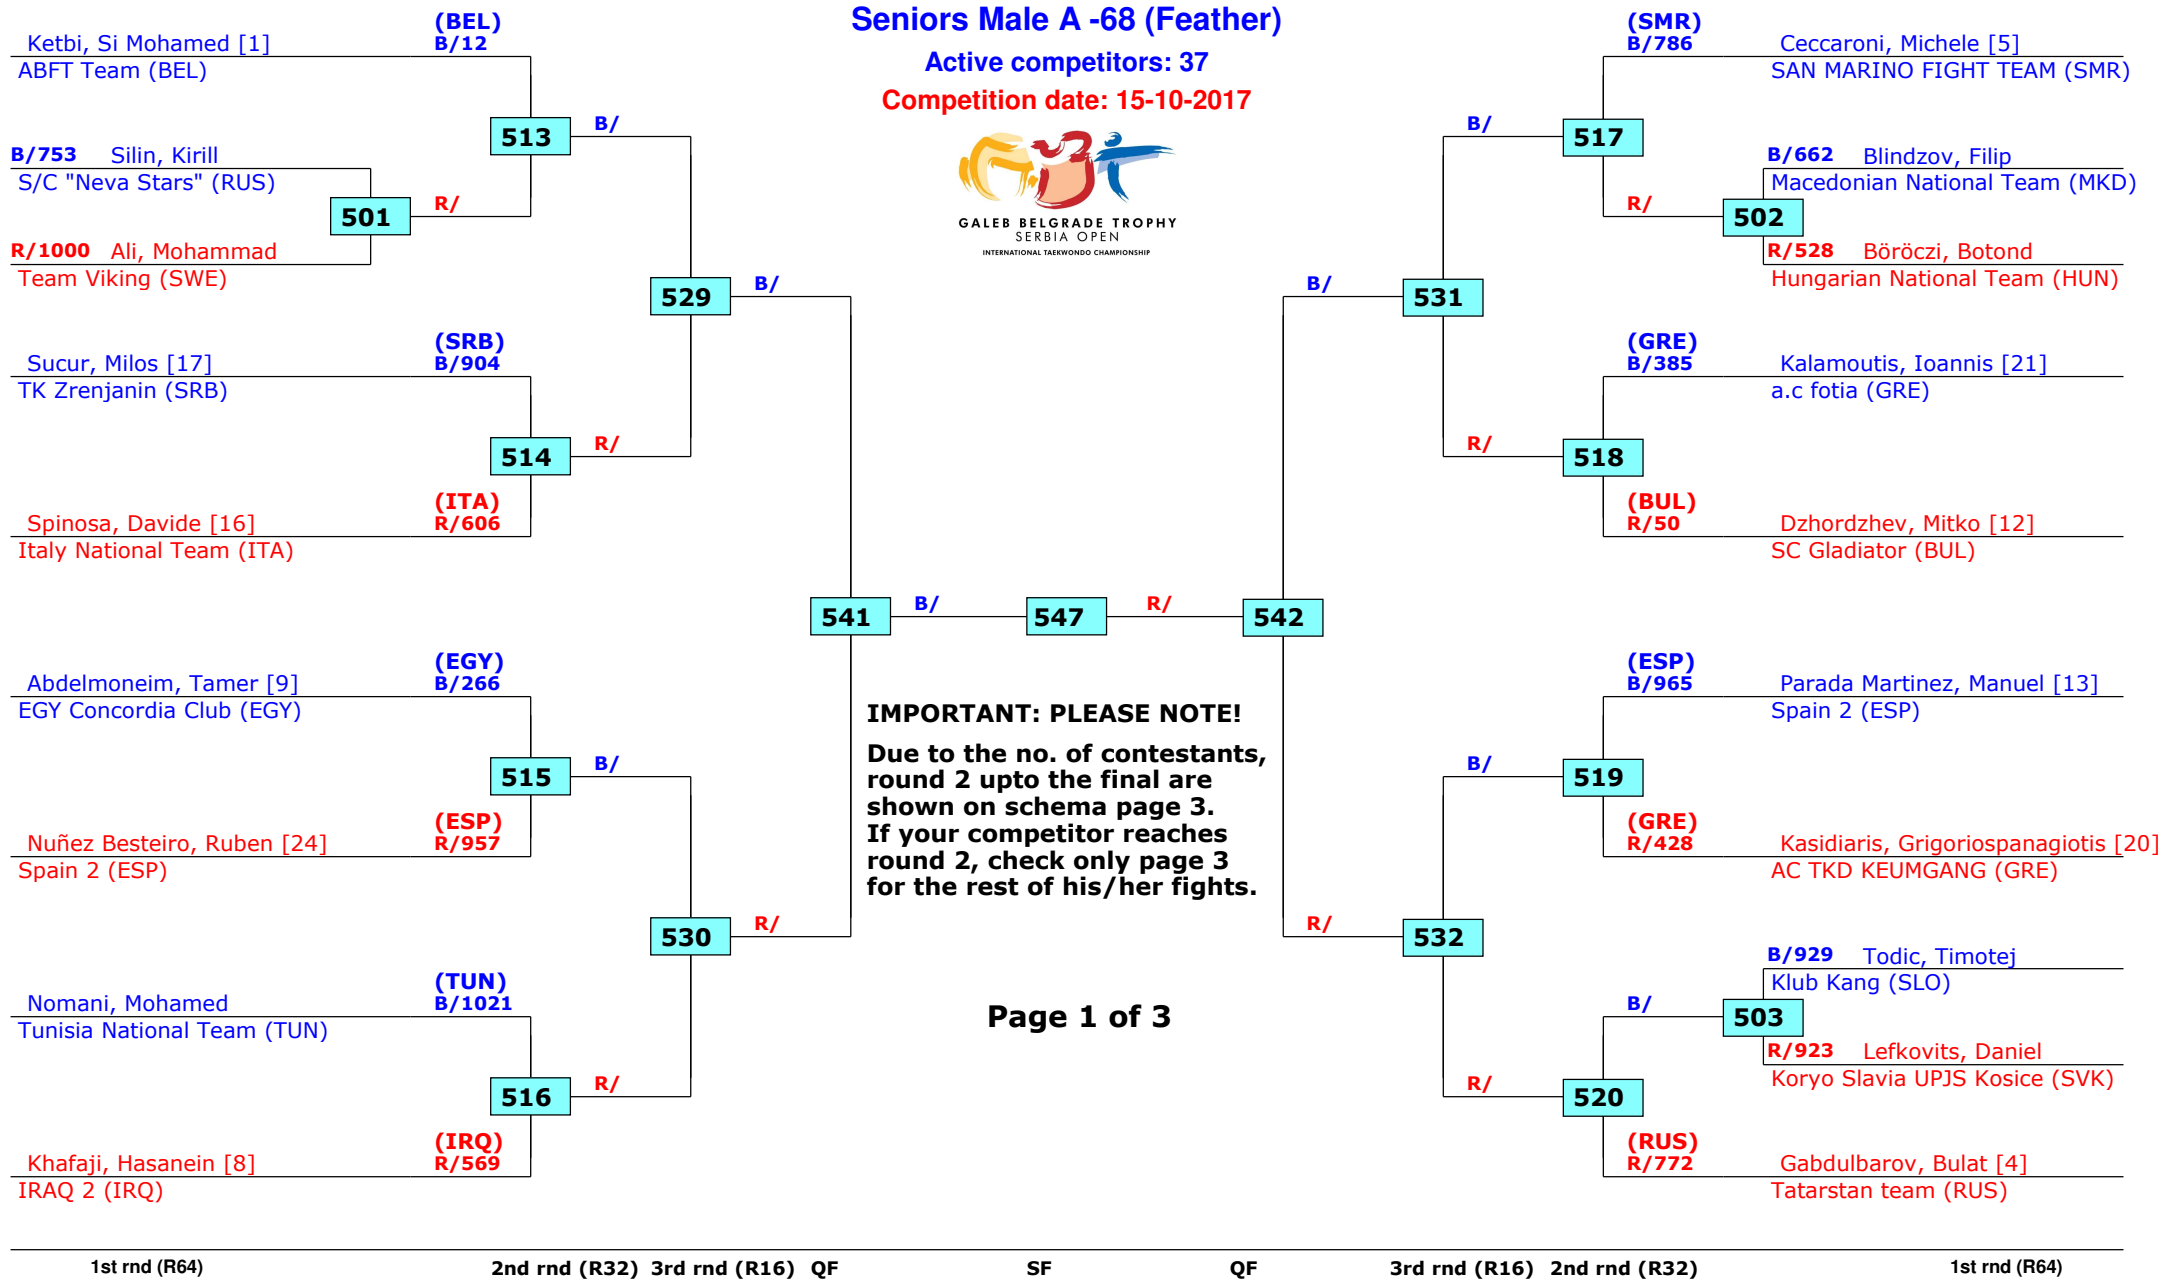 Seniors Male A -68 (Feather)
Active competitors: 37
Competition date: 15-10-2017
GALEB BELGRADE TROPHY
SERBIA OPEN
INTERNATIONAL TAEKWONDO CHAMPIONSHIP
(BEL)
Ketbi, Si Mohamed [1] B/12
ABFT Team (BEL)
513
B/
B/753 Silin, Kirill
S/C "Neva Stars" (RUS)
501
R/
R/1000 Ali, Mohammad
Team Viking (SWE)
529
B/
(SRB)
Sucur, Milos [17] B/904
TK Zrenjanin (SRB)
514
R/
(ITA)
Spinosa, Davide [16] R/606
Italy National Team (ITA)
541
B/
547
R/
542
(EGY)
Abdelmoneim, Tamer [9] B/266
EGY Concordia Club (EGY)
515
B/
(ESP)
Nuñez Besteiro, Ruben [24] R/957
Spain 2 (ESP)
530
R/
(TUN)
Nomani, Mohamed B/1021
Tunisia National Team (TUN)
516
R/
(IRQ)
Khafaji, Hasanein [8] R/569
IRAQ 2 (IRQ)
IMPORTANT: PLEASE NOTE!
Due to the no. of contestants,
round 2 upto the final are
shown on schema page 3.
If your competitor reaches
round 2, check only page 3
for the rest of his/her fights.
Page 1 of 3
(SMR)
B/786 Ceccaroni, Michele [5]
SAN MARINO FIGHT TEAM (SMR)
B/
517
B/662 Blindzov, Filip
Macedonian National Team (MKD)
R/
502
R/528 Böröczi, Botond
Hungarian National Team (HUN)
B/
531
(GRE)
B/385 Kalamoutis, Ioannis [21]
a.c fotia (GRE)
R/
518
(BUL)
R/50 Dzhordzhev, Mitko [12]
SC Gladiator (BUL)
(ESP)
B/965 Parada Martinez, Manuel [13]
Spain 2 (ESP)
B/
519
(GRE)
R/428 Kasidiaris, Grigoriospanagiotis [20]
AC TKD KEUMGANG (GRE)
R/
532
B/929 Todic, Timotej
Klub Kang (SLO)
B/
503
R/923 Lefkovits, Daniel
Koryo Slavia UPJS Kosice (SVK)
R/
520
(RUS)
R/772 Gabdulbarov, Bulat [4]
Tatarstan team (RUS)
1st rnd (R64) 2nd rnd (R32) 3rd rnd (R16) QF SF QF 3rd rnd (R16) 2nd rnd (R32) 1st rnd (R64)